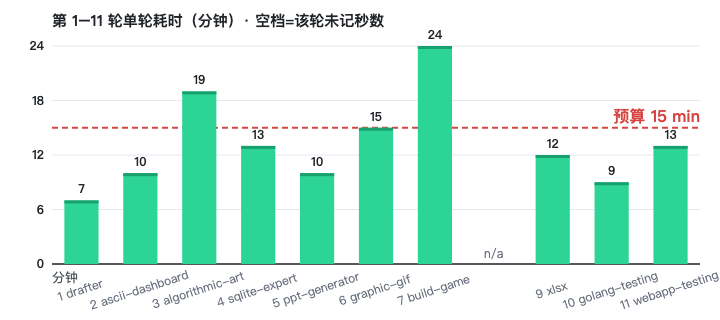 第 1–11 轮单轮耗时（分钟）· 空档=该轮未记秒数
24
18
12
6
0
分钟
预算 15 min
7
10
19
13
10
15
24
n/a
12
9
13
1 drafter
2 ascii-dashboard
3 algorithmic-art
4 sqlite-expert
5 ppt-generator
6 graphic-gif
7 build-game
9 xlsx
10 golang-testing
11 webapp-testing